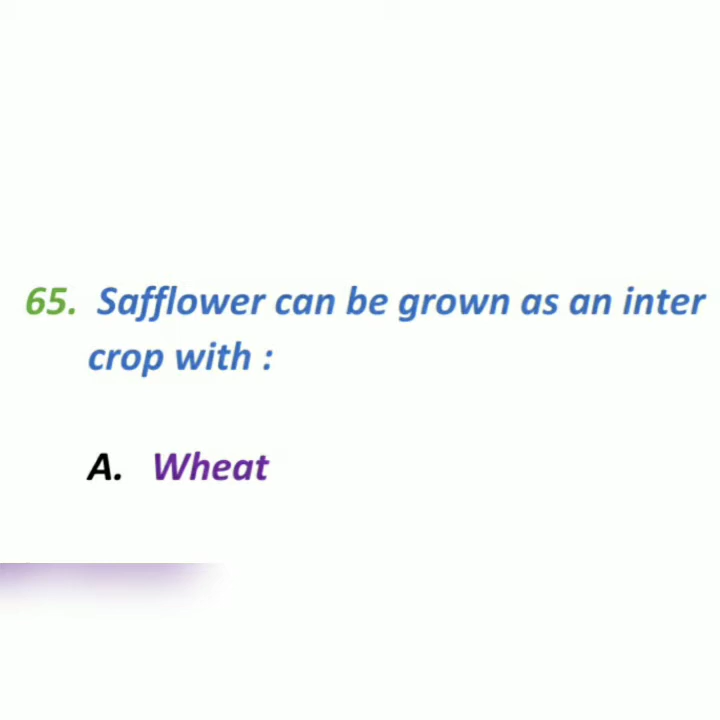 65. Safflower can be grown as an inter
crop with :
A. Wheat